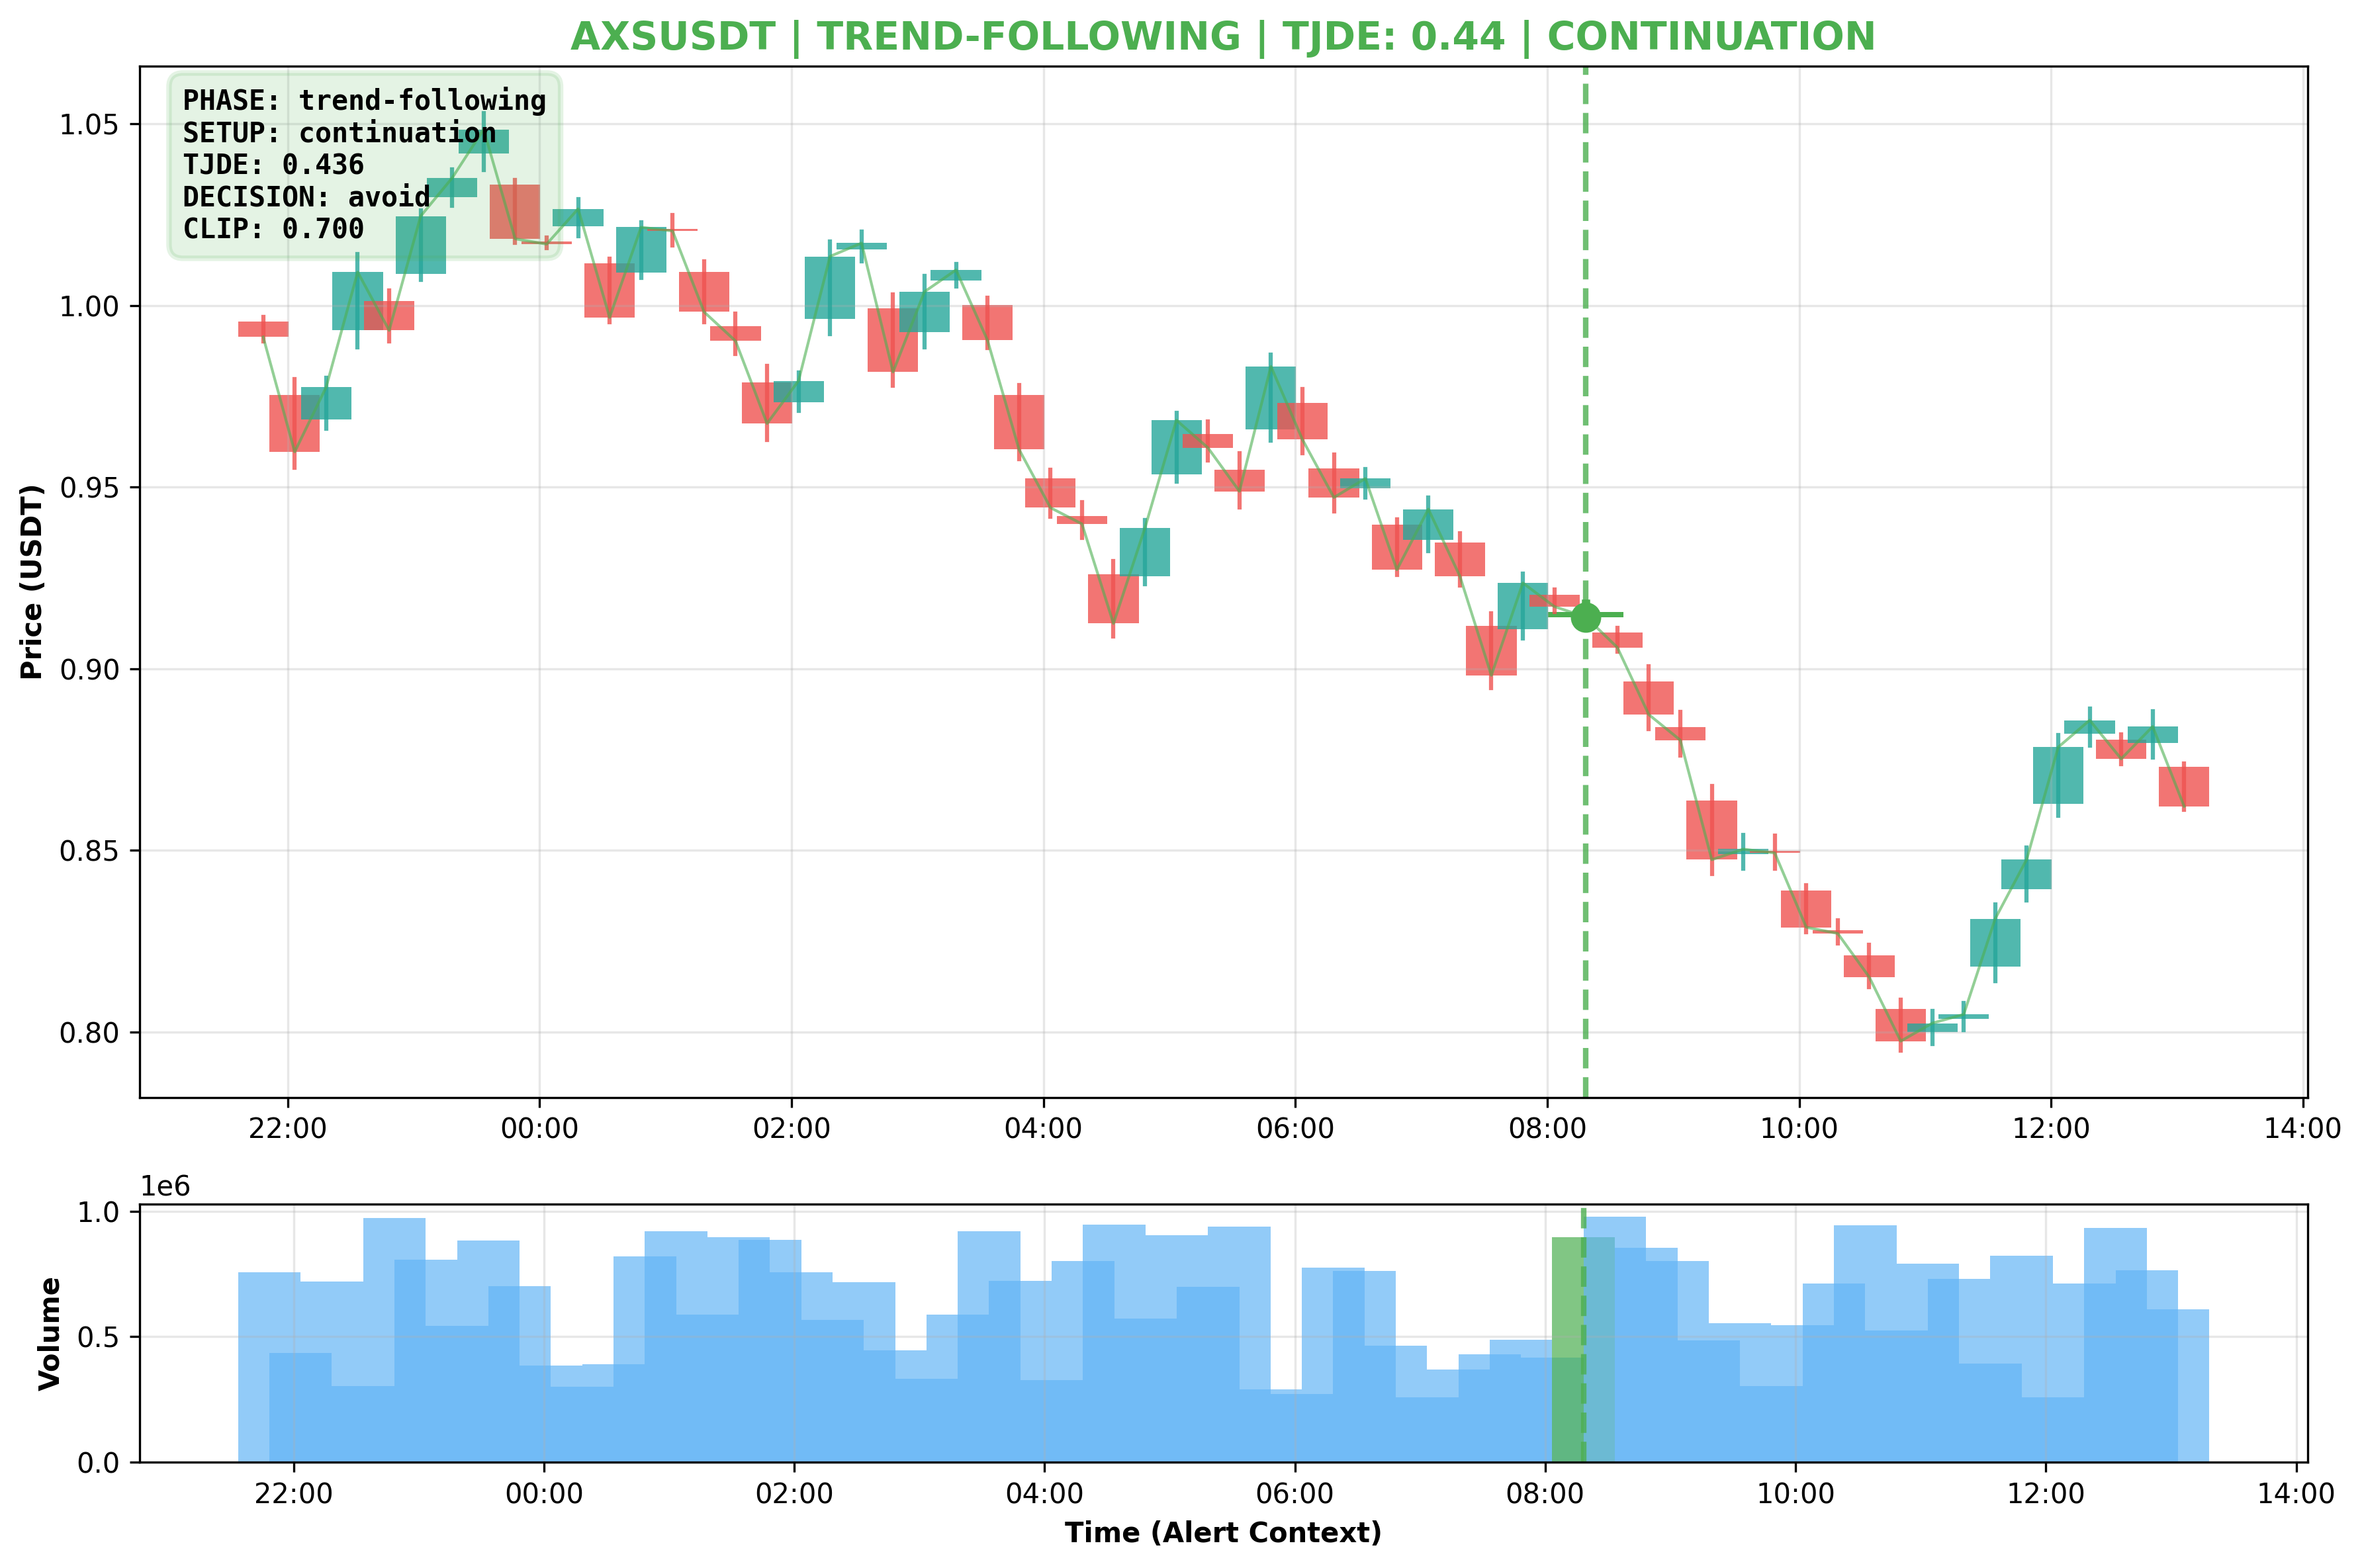 AXSUSDT | TREND-FOLLOWING | TJDE: 0.44 | CONTINUATION
PHASE: trend-following
SETUP: continuation
TJDE: 0.436
DECISION: avoid
CLIP: 0.700
Price (USDT)
1.05
1.00
0.95
0.90
0.85
0.80
22:00 00:00 02:00 04:00 06:00 08:00 10:00 12:00 14:00
1e6
Volume
1.0
0.5
0.0
22:00 00:00 02:00 04:00 06:00 08:00 10:00 12:00 14:00
Time (Alert Context)